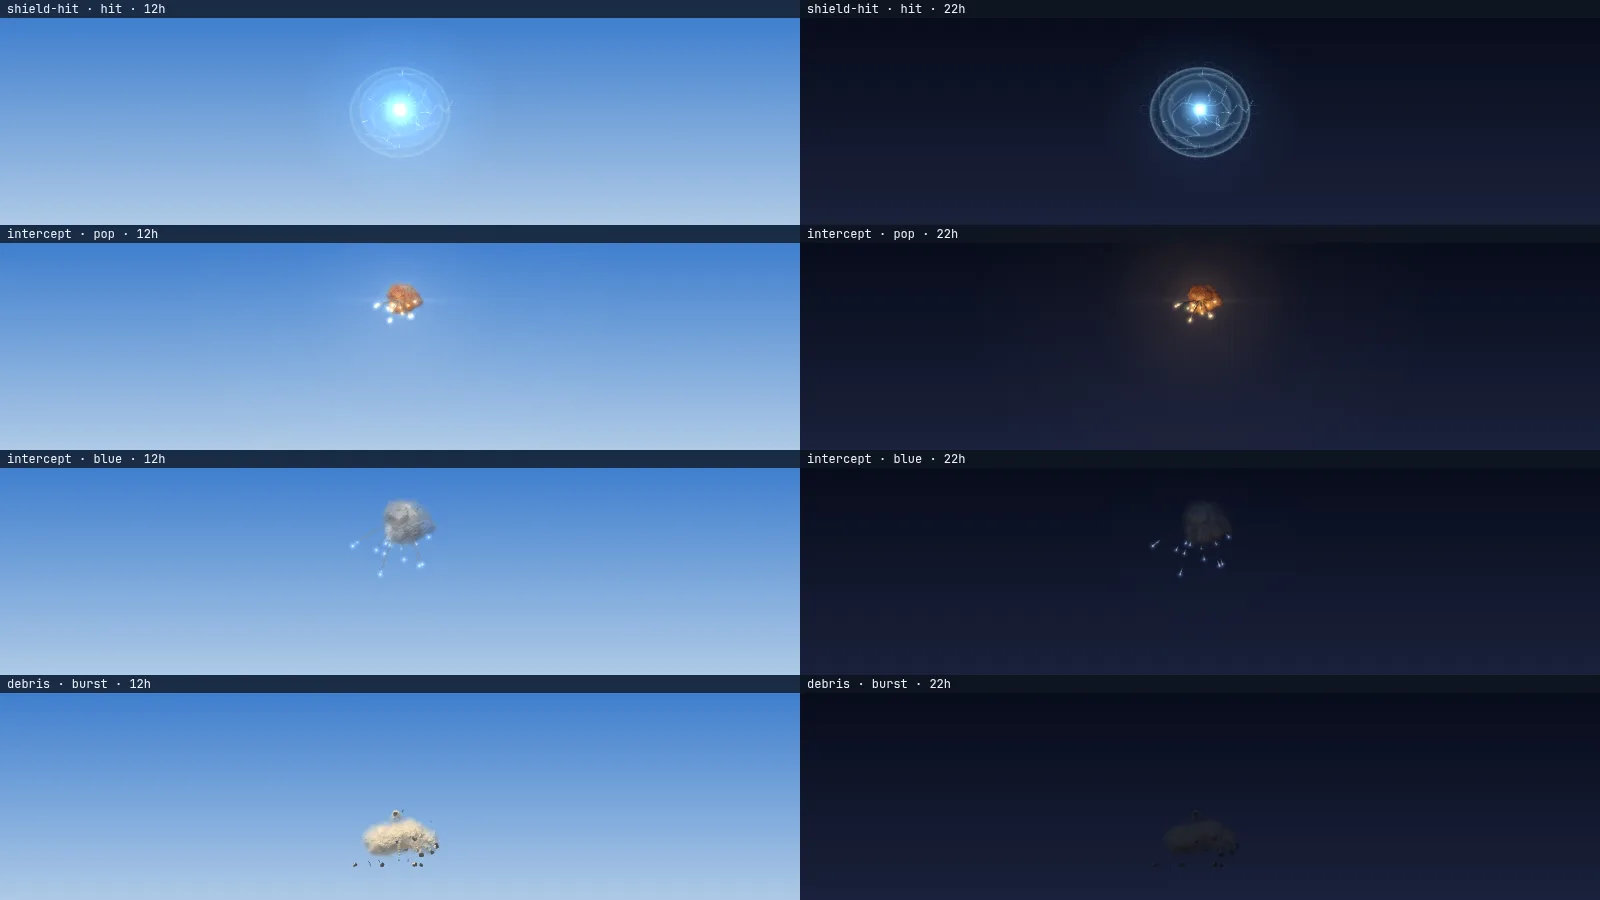 shield-hit · hit · 12h
shield-hit · hit · 22h
intercept · pop · 12h
intercept · pop · 22h
intercept · blue · 12h
intercept · blue · 22h
debris · burst · 12h
debris · burst · 22h